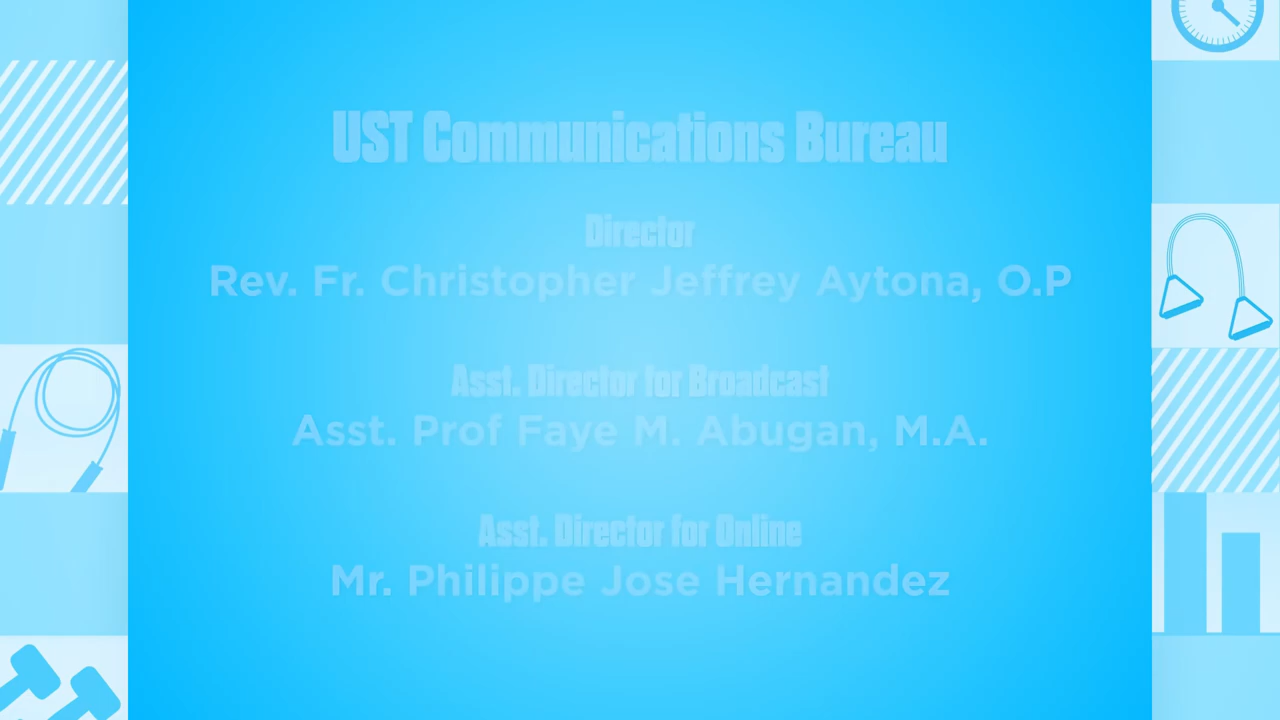 UST Communications Bureau
Director
Rev. Fr. Christopher Jeffrey Aytona, O.P
Asst. Director for Broadcast
Asst. Prof Faye M. Abugan, M.A.
Asst. Director for Online
Mr. Philippe Jose Hernandez